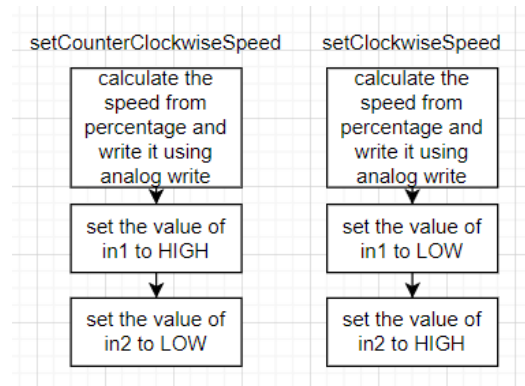 setCounterClockwiseSpeed
calculate the
speed from
percentage and
write it using
analog write
set the value of
in1 to HIGH
set the value of
in2 to LOW
setClockwiseSpeed
calculate the
speed from
percentage and
write it using
analog write
set the value of
in1 to LOW
set the value of
in2 to HIGH